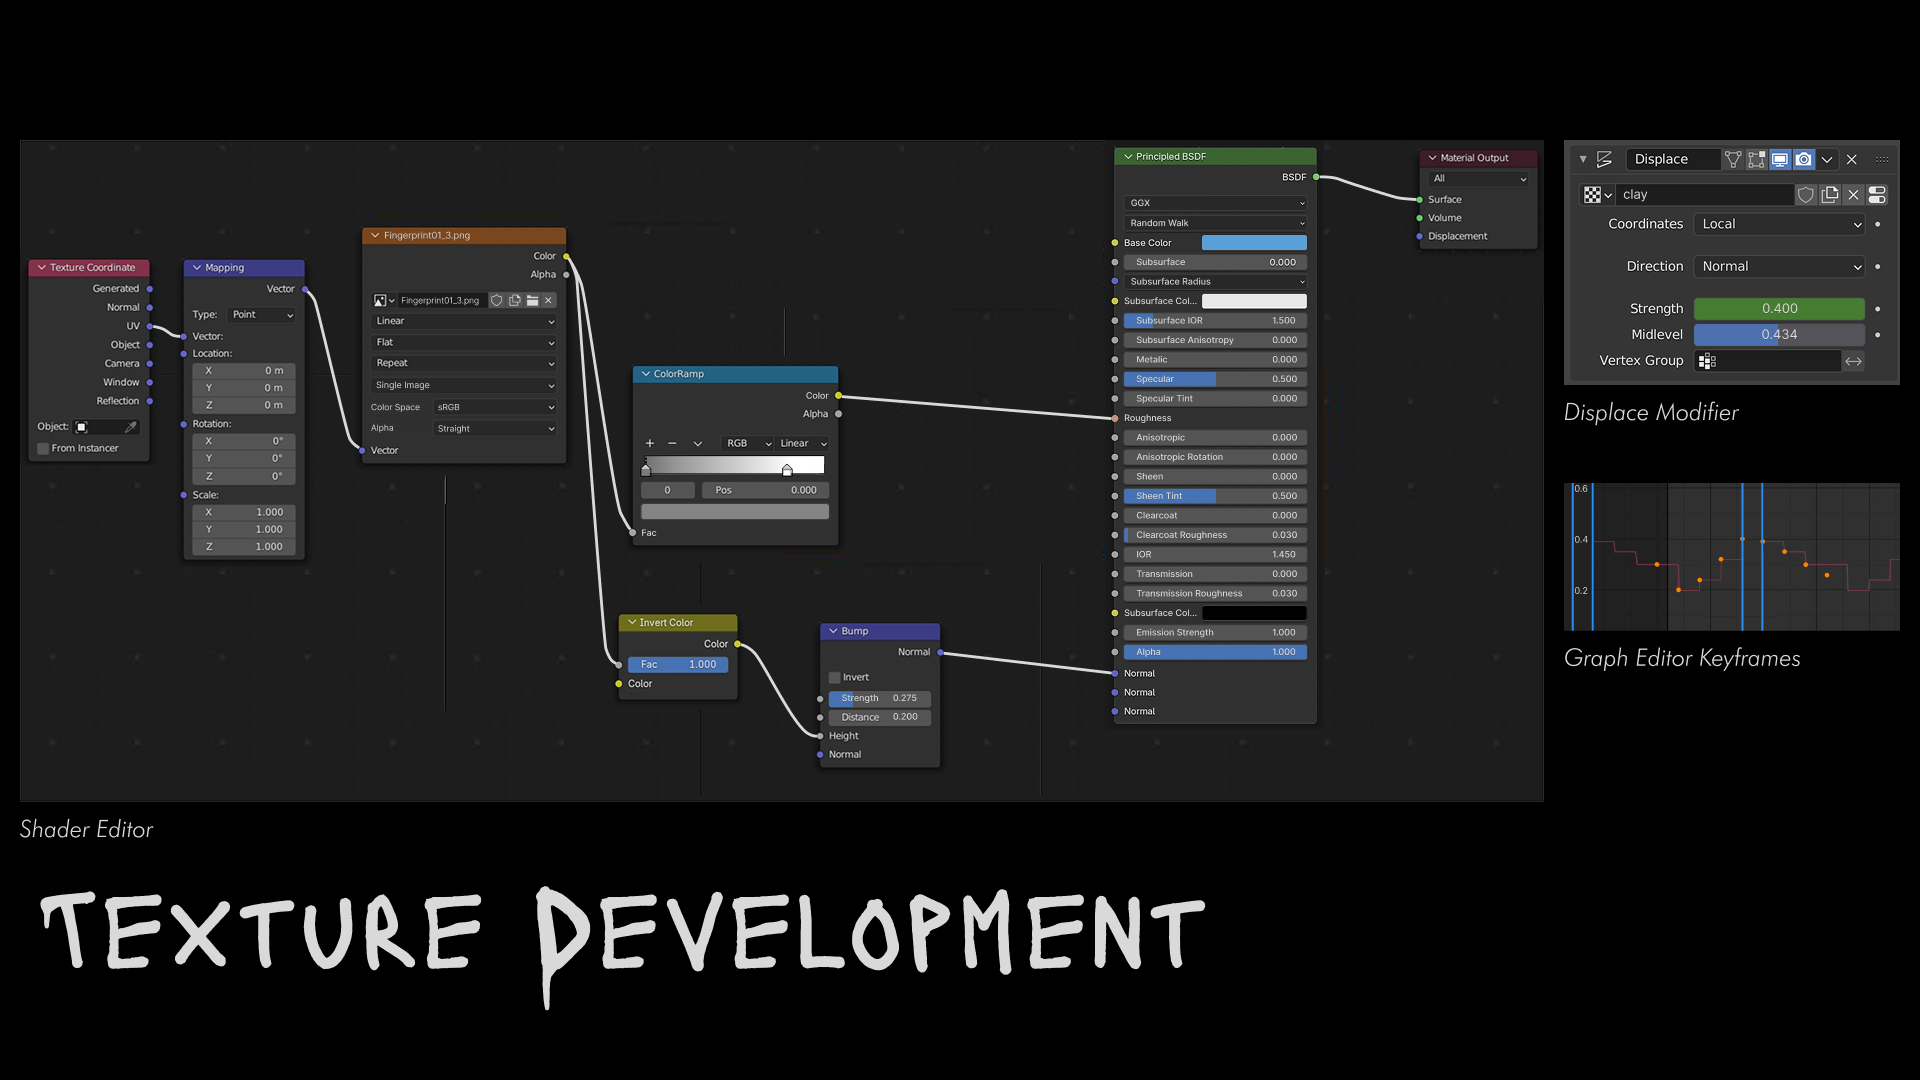 Texture Coordinate
Generated
Normal
UV
Object
Camera
Window
Reflection
Object:
From Instancer
Mapping
Vector
Type: Point
Vector:
Location:
X 0 m
Y 0 m
Z 0 m
Rotation:
X 0°
Y 0°
Z 0°
Scale:
X 1.000
Y 1.000
Z 1.000
Fingerprint01_3.png
Color
Alpha
Fingerprint01_3.png
Linear
Flat
Repeat
Single Image
Color Space sRGB
Alpha Straight
Vector
ColorRamp
Color
Alpha
RGB Linear
0 Pos 0.000
Fac
Invert Color
Color
Fac 1.000
Color
Bump
Normal
Invert
Strength 0.275
Distance 0.200
Height
Normal
Principled BSDF
BSDF
GGX
Random Walk
Base Color
Subsurface 0.000
Subsurface Radius
Subsurface Col...
Subsurface IOR 1.500
Subsurface Anisotropy 0.000
Metallic 0.000
Specular 0.500
Specular Tint 0.000
Roughness
Anisotropic 0.000
Anisotropic Rotation 0.000
Sheen 0.000
Sheen Tint 0.500
Clearcoat 0.000
Clearcoat Roughness 0.030
IOR 1.450
Transmission 0.000
Transmission Roughness 0.030
Subsurface Col...
Emission Strength 1.000
Alpha 1.000
Normal
Normal
Normal
Material Output
All
Surface
Volume
Displacement
Shader Editor
Displace
clay
Coordinates Local
Direction Normal
Strength 0.400
Midlevel 0.434
Vertex Group
Displace Modifier
0.6
0.4
0.2
Graph Editor Keyframes
TEXTURE DEVELOPMENT